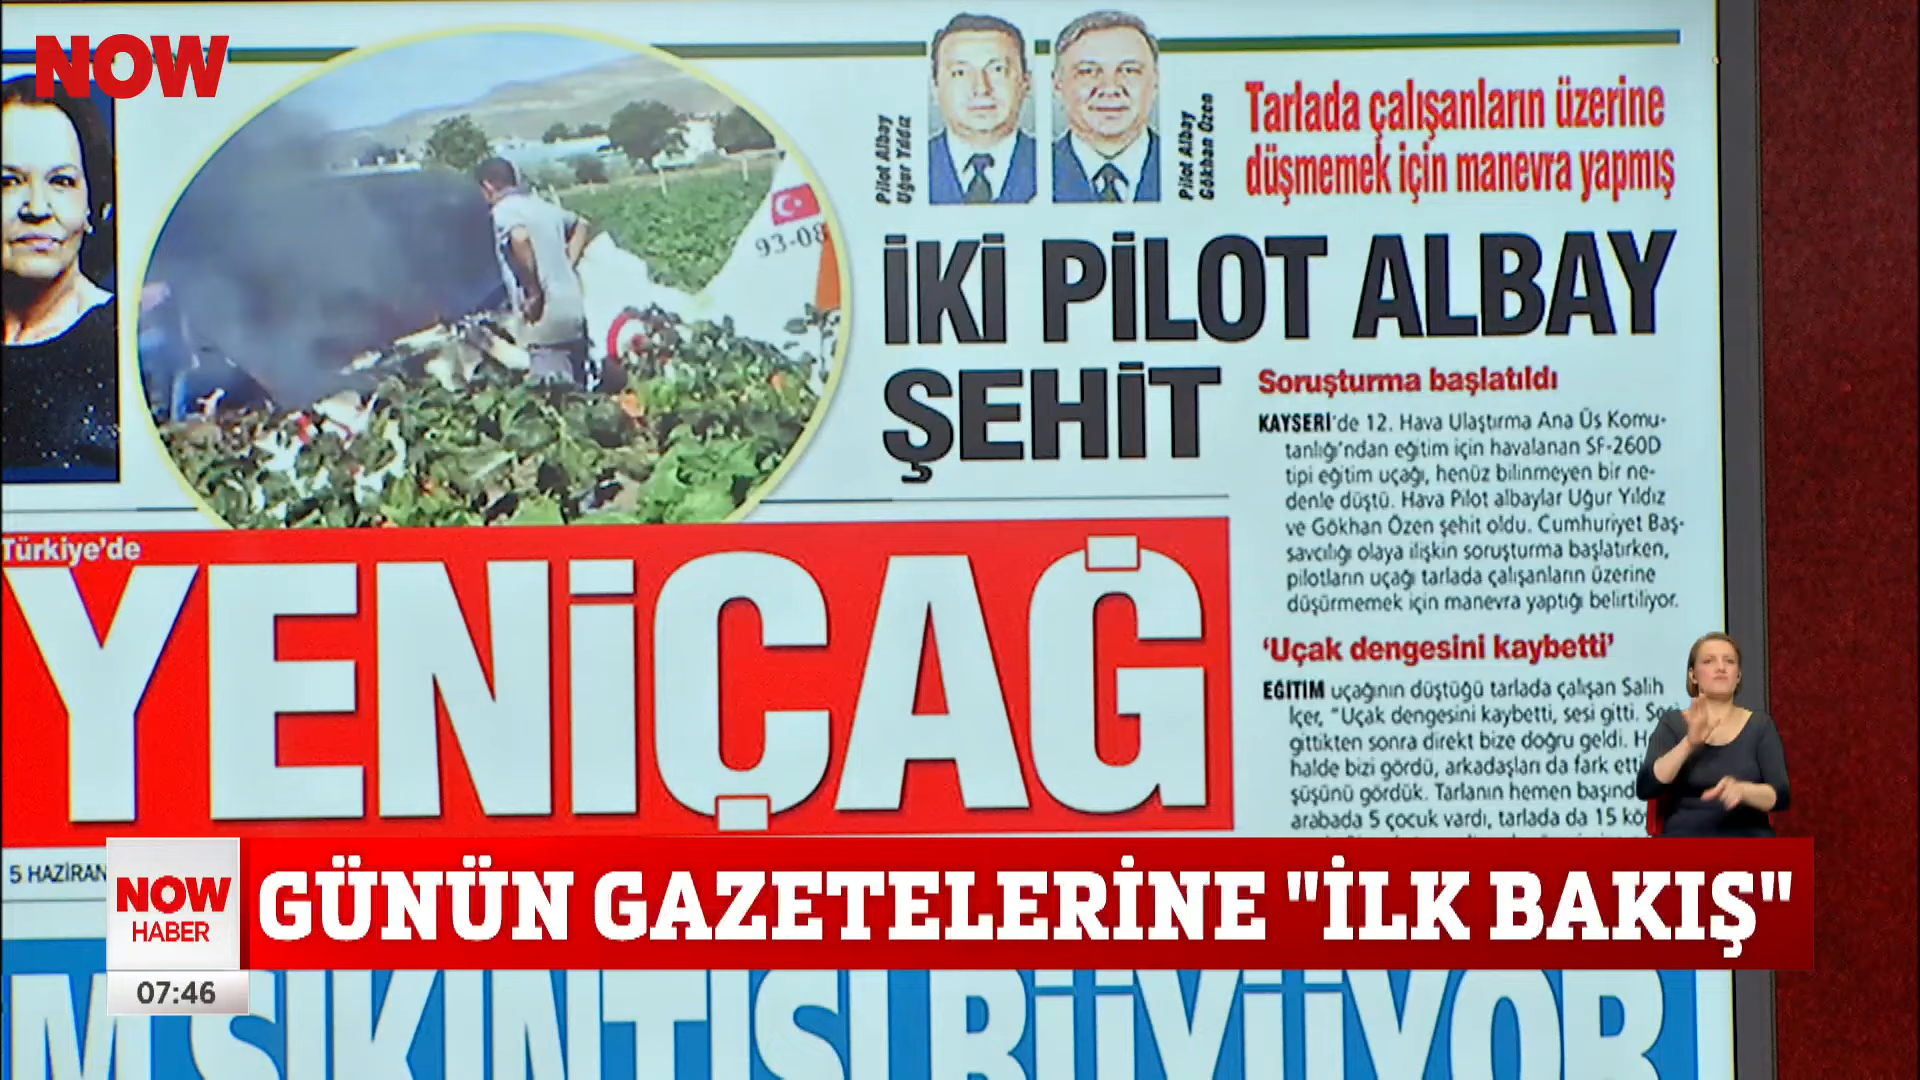 NOW
Pilot Albay
Uğur Yıldız
Pilot Albay
Gökhan Özen
Tarlada çalışanların üzerine
düşmemek için manevra yapmış
93-08
İKİ PİLOT ALBAY
ŞEHİT
Soruşturma başlatıldı
KAYSERİ'de 12. Hava Ulaştırma Ana Üs Komu-
tanlığı'ndan eğitim için havalanan SF-260D
tipi eğitim uçağı, henüz bilinmeyen bir ne-
denle düştü. Hava Pilot albaylar Uğur Yıldız
ve Gökhan Özen şehit oldu. Cumhuriyet Baş-
savcılığı olaya ilişkin soruşturma başlatırken,
pilotların uçağı tarlada çalışanların üzerine
düşürmemek için manevra yaptığı belirtiliyor.
'Uçak dengesini kaybetti'
EĞİTİM uçağının düştüğü tarlada çalışan Salih
İçer, "Uçak dengesini kaybetti, sesi gitti.
gittikten sonra direkt bize doğru geldi.
halde bizi gördü, arkadaşları da fark
şüşünü gördük. Tarlanın hemen
arabada 5 çocuk vardı, tarlada da 15
Türkiye'de
YENİÇAĞ
5 HAZİRAN
NOW
HABER
GÜNÜN GAZETELERİNE "İLK BAKIŞ"
07:46
SIKINTISI BÜYÜYOR